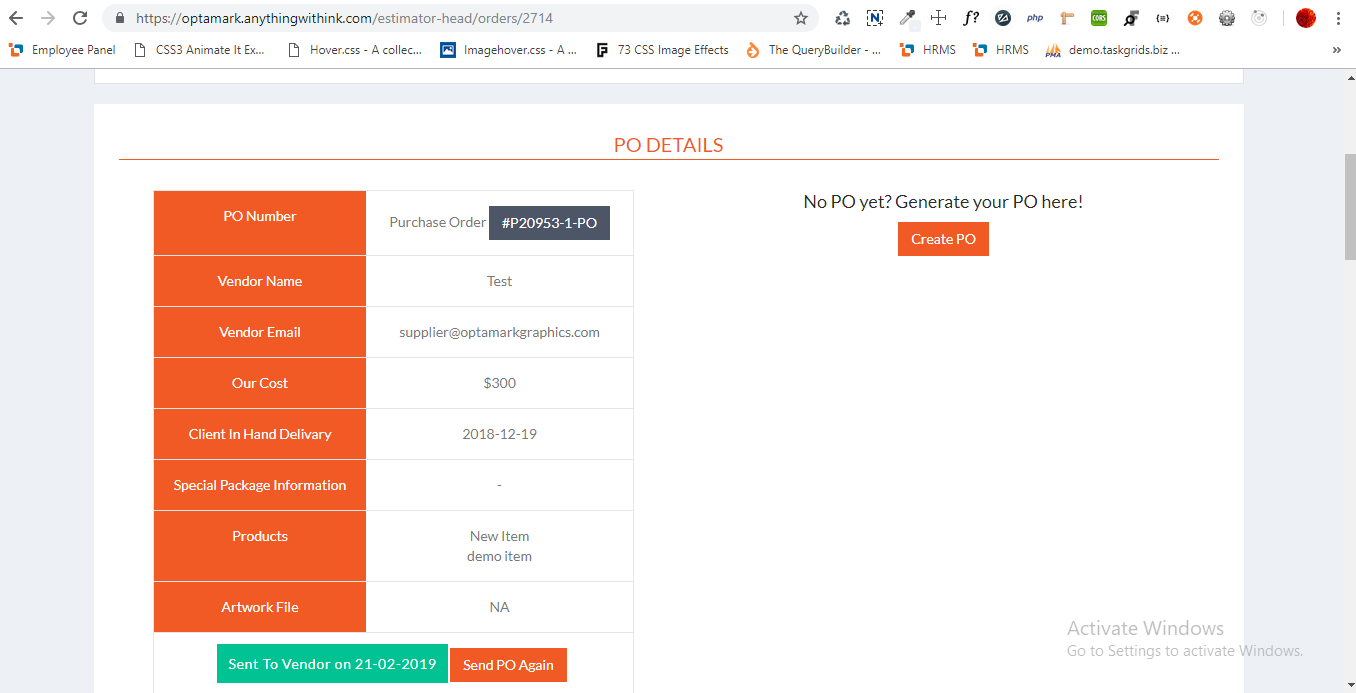 https://optamark.anythingwithink.com/estimator-head/orders/2714
N
f?
php
CORS
{≡}
Employee Panel
CSS3 Animate It Ex...
Hover.css - A collec...
Imagehover.css - A ...
73 CSS Image Effects
The QueryBuilder - ...
HRMS
HRMS
PMA
demo.taskgrids.biz ...
»
PO DETAILS
PO Number
Purchase Order #P20953-1-PO
Vendor Name
Test
Vendor Email
supplier@optamarkgraphics.com
Our Cost
$300
Client In Hand Delivary
2018-12-19
Special Package Information
-
Products
New Item
demo item
Artwork File
NA
Sent To Vendor on 21-02-2019
Send PO Again
No PO yet? Generate your PO here!
Create PO
Activate Windows
Go to Settings to activate Windows.